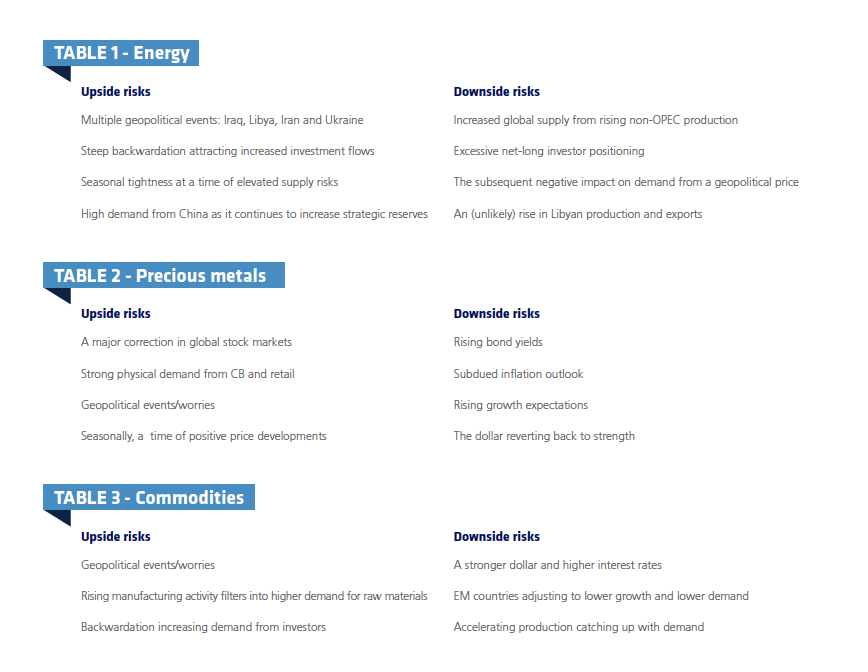 TABLE 1 - Energy
Upside risks
Downside risks
Multiple geopolitical events: Iraq, Libya, Iran and Ukraine
Increased global supply from rising non-OPEC production
Steep backwardation attracting increased investment flows
Excessive net-long investor positioning
Seasonal tightness at a time of elevated supply risks
The subsequent negative impact on demand from a geopolitical price
High demand from China as it continues to increase strategic reserves
An (unlikely) rise in Libyan production and exports
TABLE 2 - Precious metals
Upside risks
Downside risks
A major correction in global stock markets
Rising bond yields
Strong physical demand from CB and retail
Subdued inflation outlook
Geopolitical events/worries
Rising growth expectations
Seasonally, a  time of positive price developments
The dollar reverting back to strength
TABLE 3 - Commodities
Upside risks
Downside risks
Geopolitical events/worries
A stronger dollar and higher interest rates
Rising manufacturing activity filters into higher demand for raw materials
EM countries adjusting to lower growth and lower demand
Backwardation increasing demand from investors
Accelerating production catching up with demand